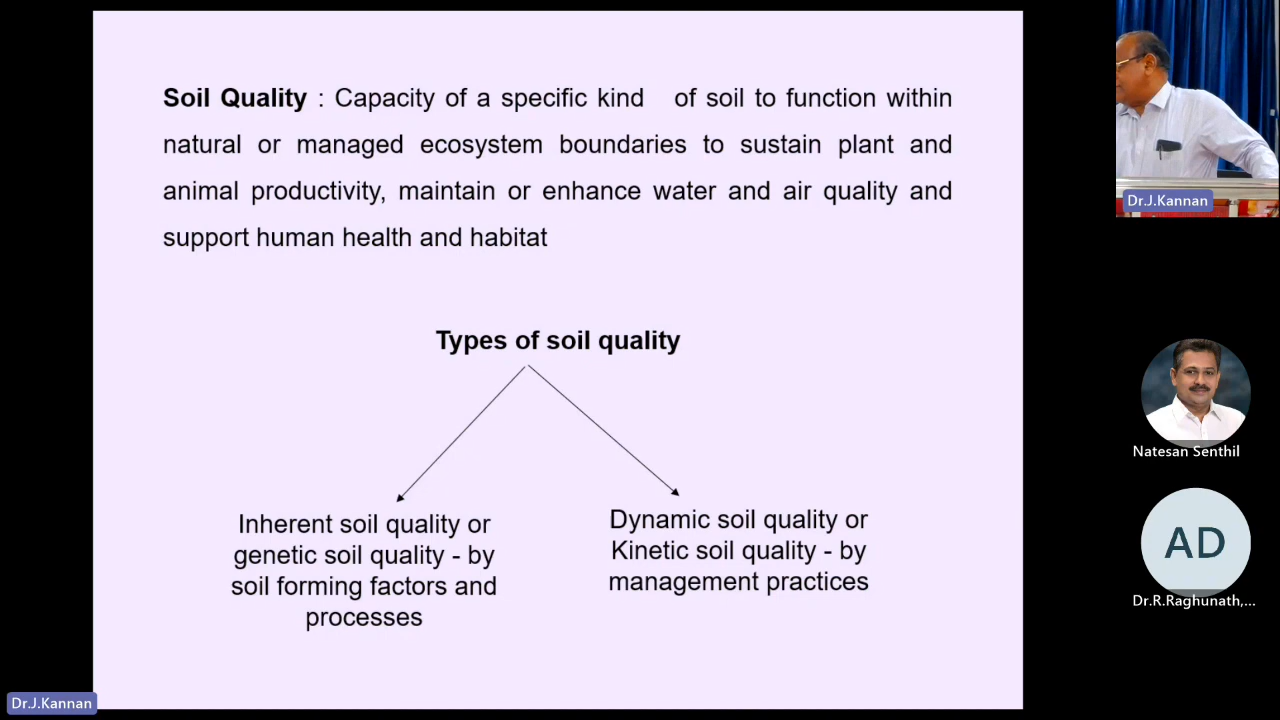 Soil Quality : Capacity of a specific kind of soil to function within
natural or managed ecosystem boundaries to sustain plant and
animal productivity, maintain or enhance water and air quality and
support human health and habitat
Types of soil quality
Inherent soil quality or
genetic soil quality - by
soil forming factors and
processes
Dynamic soil quality or
Kinetic soil quality - by
management practices
Dr.J.Kannan
Natesan Senthil
AD
Dr.R.Raghunath,...
Dr.J.Kannan